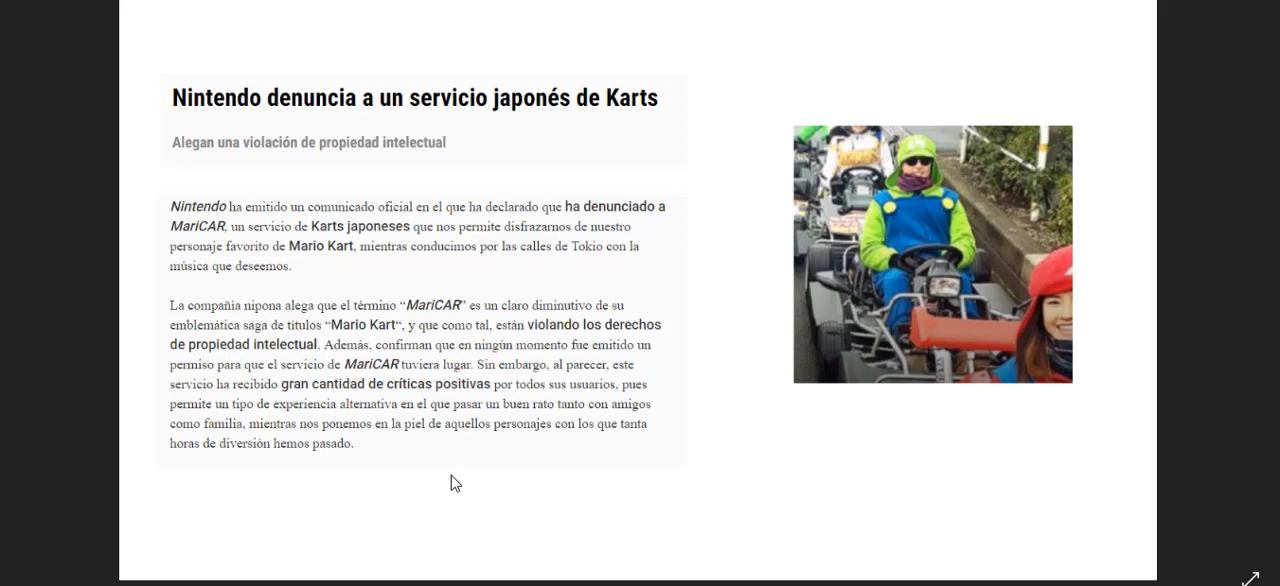 Nintendo denuncia a un servicio japonés de Karts
Alegan una violación de propiedad intelectual
Nintendo ha emitido un comunicado oficial en el que ha declarado que ha denunciado a
MariCAR, un servicio de Karts japoneses que nos permite disfrazarnos de nuestro
personaje favorito de Mario Kart, mientras conducimos por las calles de Tokio con la
música que deseemos.
La compañía nipona alega que el término “MariCAR” es un claro diminutivo de su
emblemática saga de títulos “Mario Kart“, y que como tal, están violando los derechos
de propiedad intelectual. Además, confirman que en ningún momento fue emitido un
permiso para que el servicio de MariCAR tuviera lugar. Sin embargo, al parecer, este
servicio ha recibido gran cantidad de críticas positivas por todos sus usuarios, pues
permite un tipo de experiencia alternativa en el que pasar un buen rato tanto con amigos
como familia, mientras nos ponemos en la piel de aquellos personajes con los que tanta
horas de diversión hemos pasado.